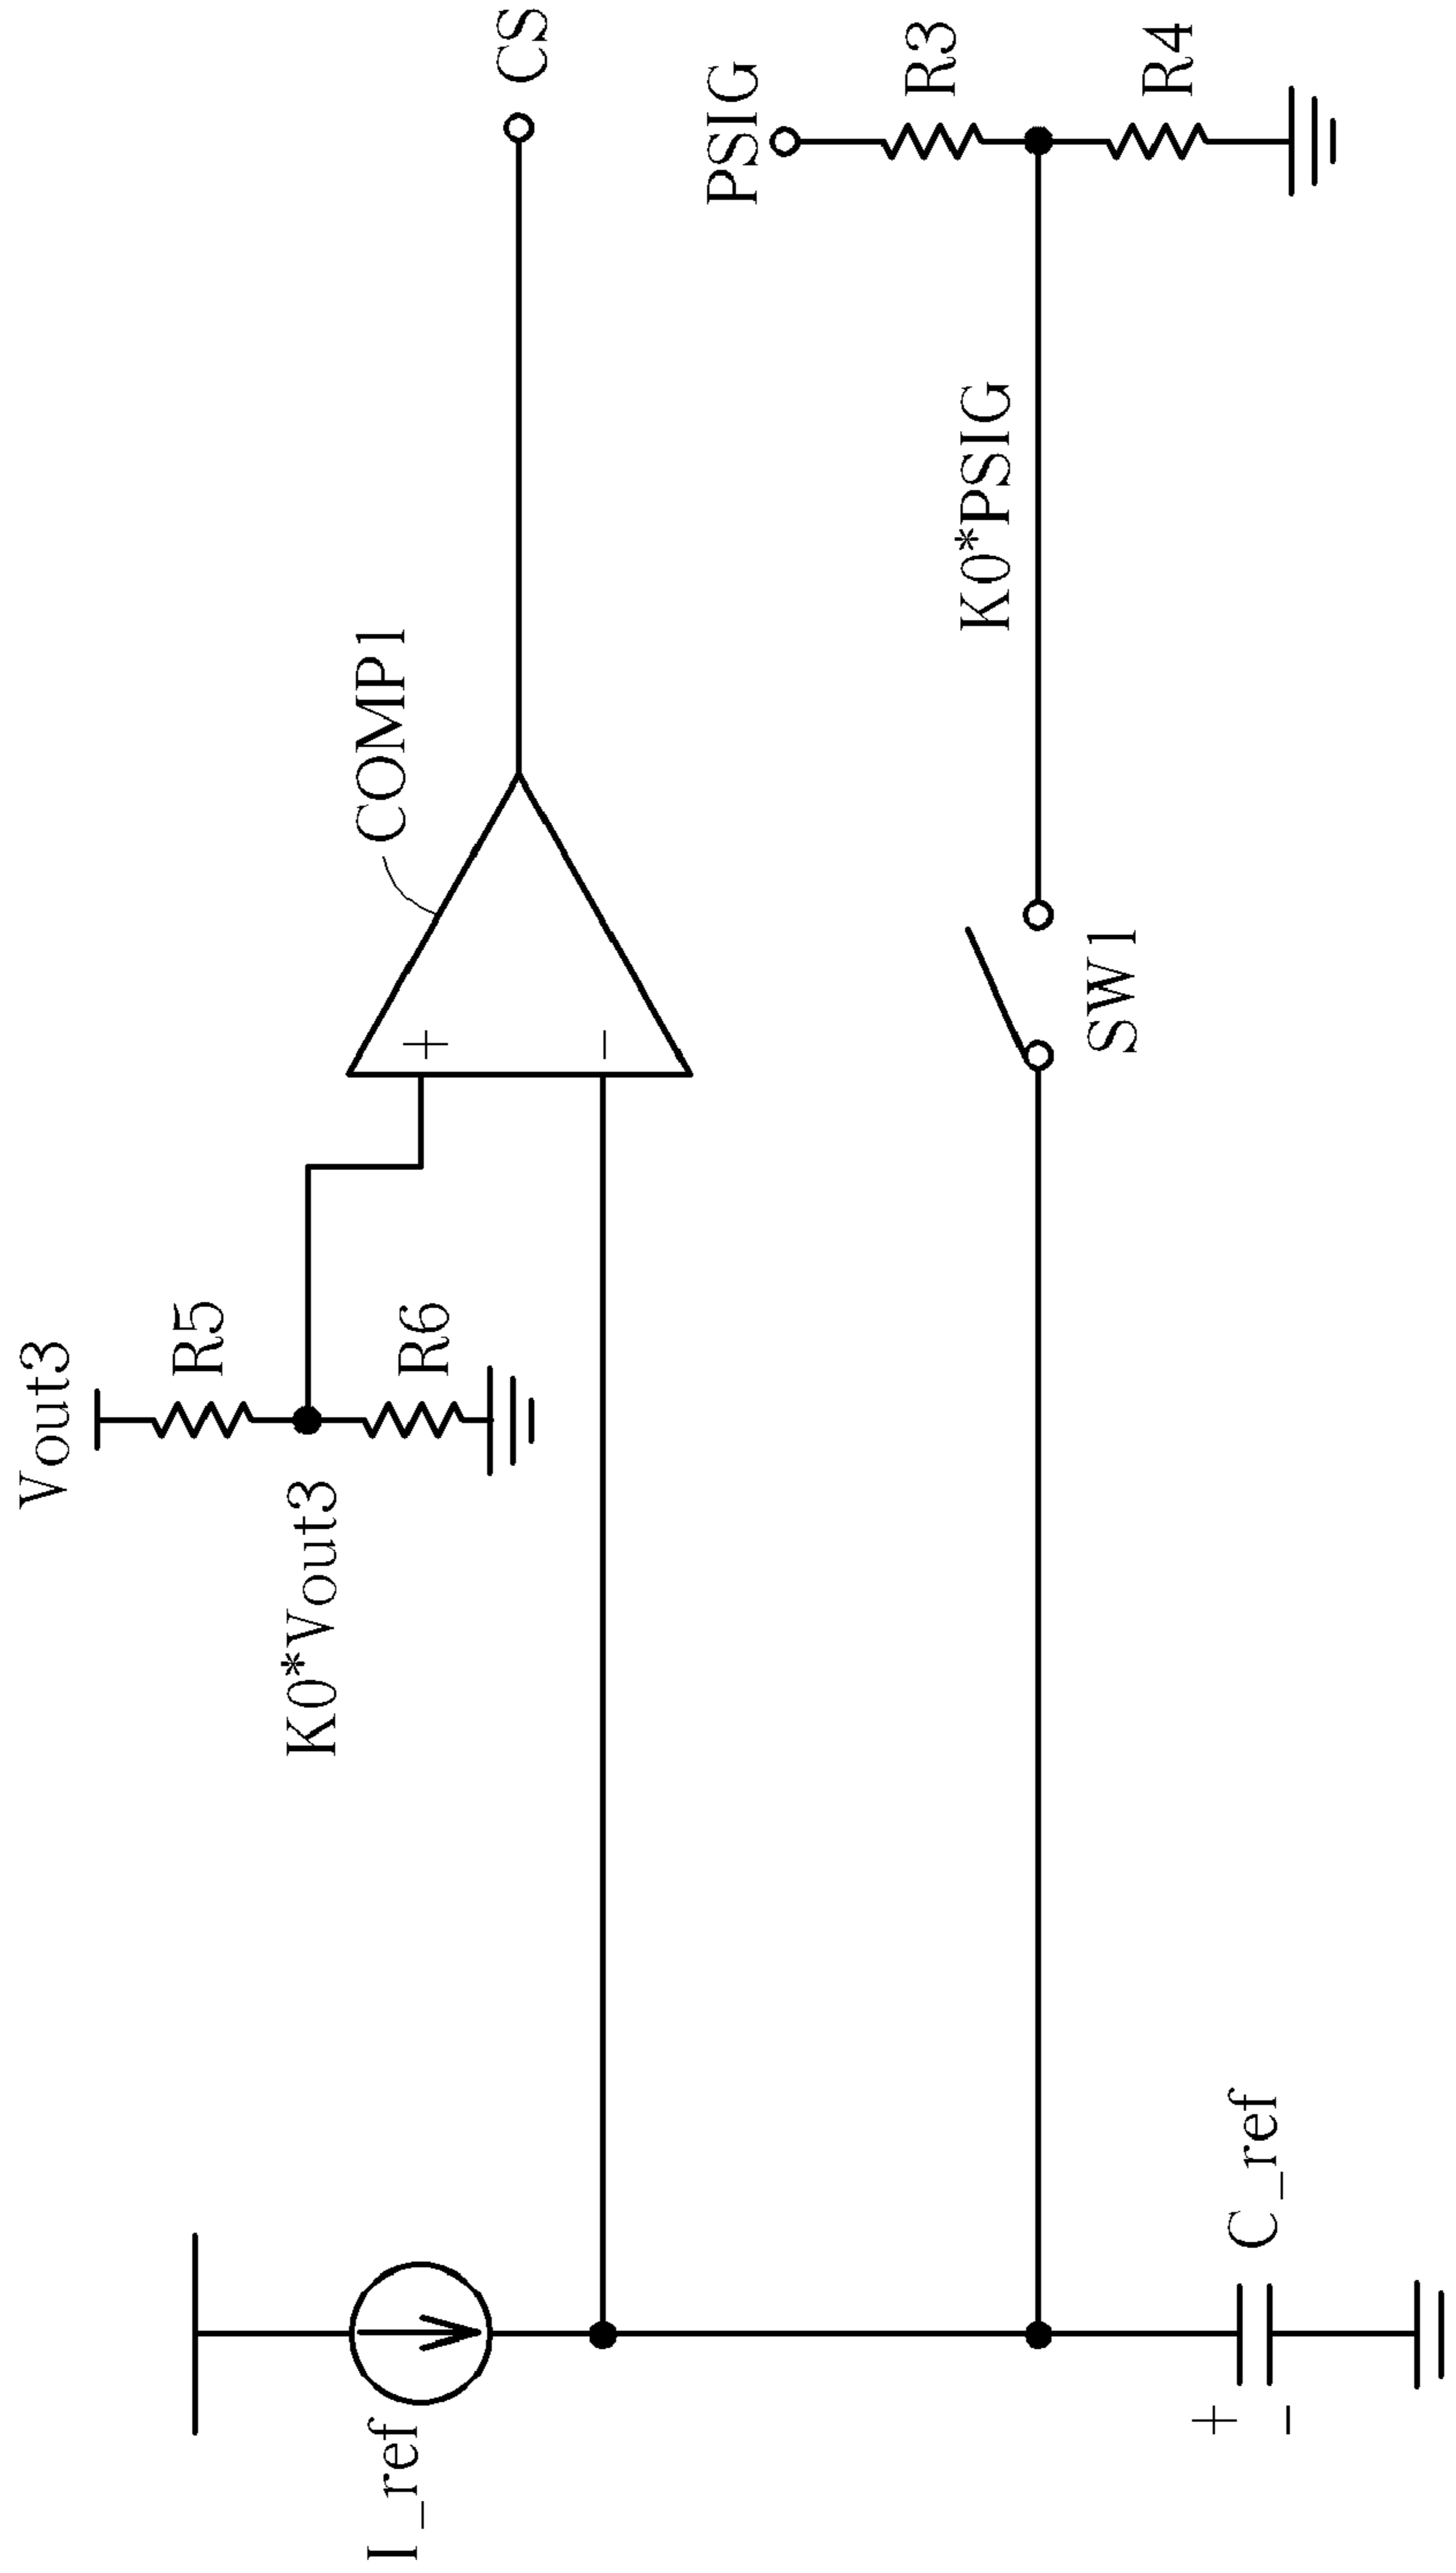 Vout3
R5
K0*Vout3
R6
I_ref
+
-
COMP1
CS
PSIG
R3
K0*PSIG
R4
SW1
C_ref
+
-